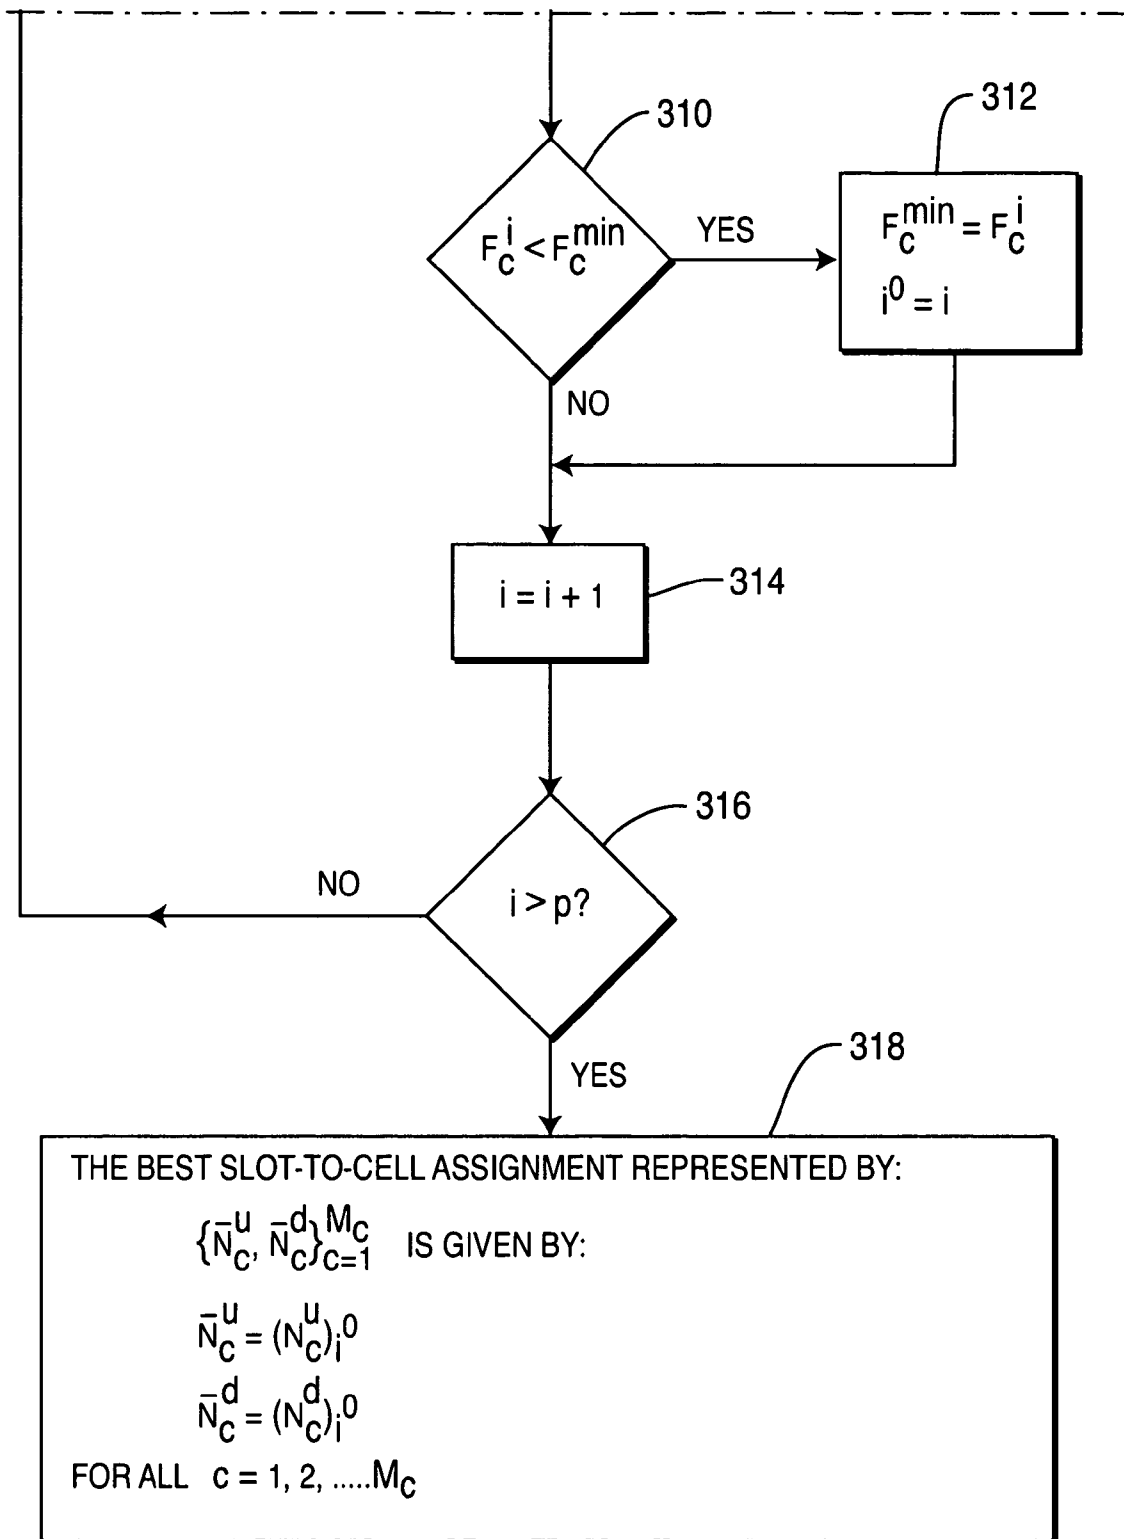 310
312
F_c^i < F_c^min
YES
F_c^min = F_c^i
i^0 = i
NO
i = i + 1
314
316
NO
i > p?
318
YES
THE BEST SLOT-TO-CELL ASSIGNMENT REPRESENTED BY:
{N̄_c^u, N̄_c^d}_{c=1}^{M_c} IS GIVEN BY:
N̄_c^u = (N_c^u)_{i^0}
N̄_c^d = (N_c^d)_{i^0}
FOR ALL c = 1, 2, .....M_c